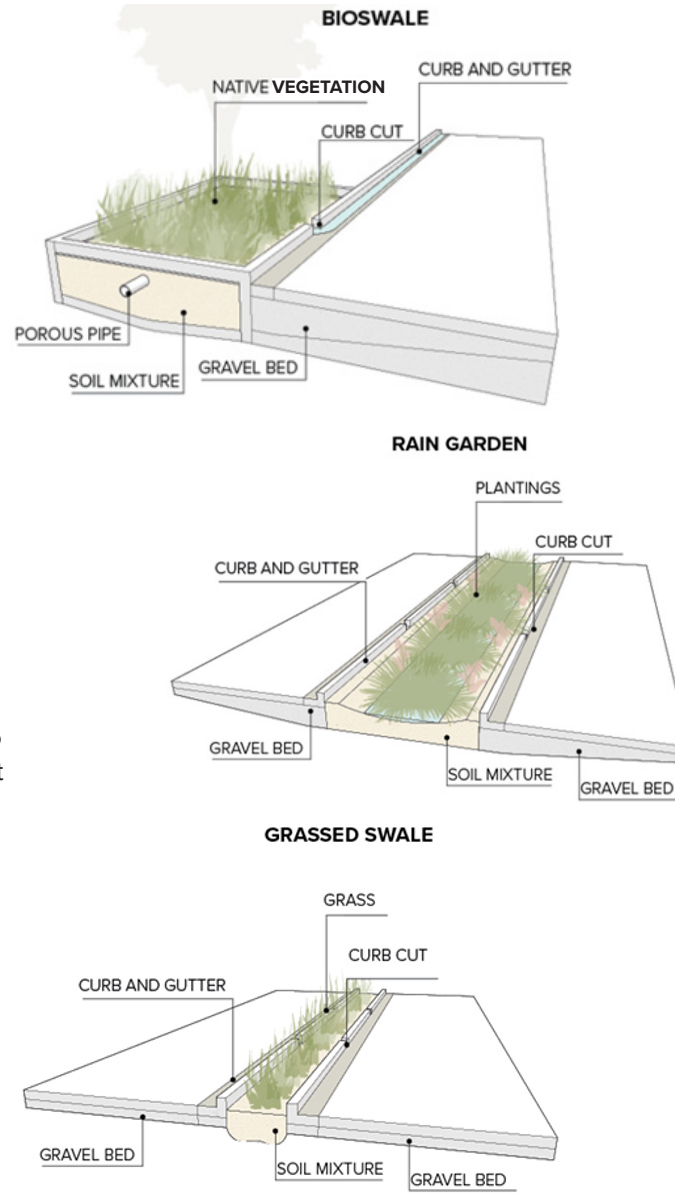 BIOSWALE
CURB AND GUTTER
NATIVE VEGETATION
CURB CUT
POROUS PIPE
GRAVEL BED
SOIL MIXTURE
RAIN GARDEN
PLANTINGS
CURB CUT
CURB AND GUTTER
GRAVEL BED
SOIL MIXTURE
GRAVEL BED
GRASSED SWALE
GRASS
CURB CUT
CURB AND GUTTER
GRAVEL BED
SOIL MIXTURE
GRAVEL BED